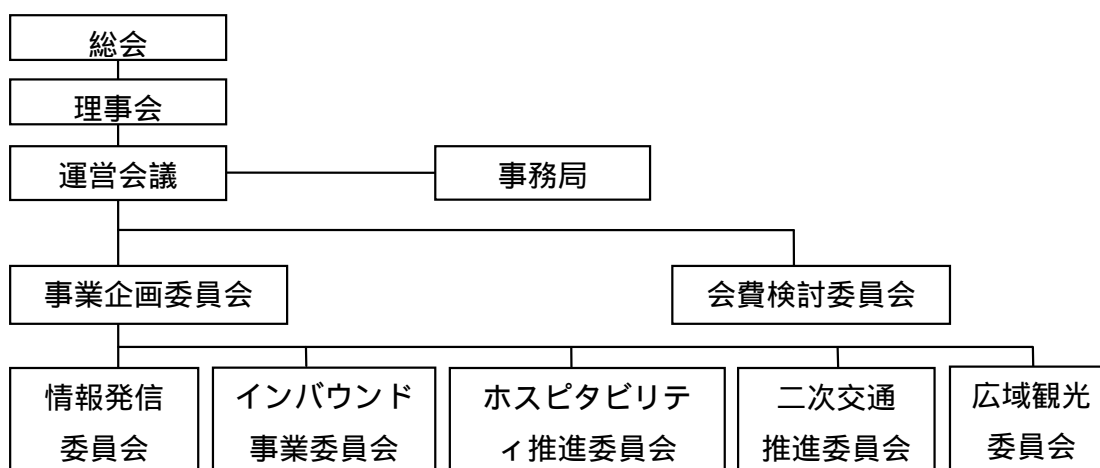 総会
理事会
運営会議
事務局
事業企画委員会
会費検討委員会
情報発信
委員会
インバウンド
事業委員会
ホスピタビリテ
ィ推進委員会
二次交通
推進委員会
広域観光
委員会